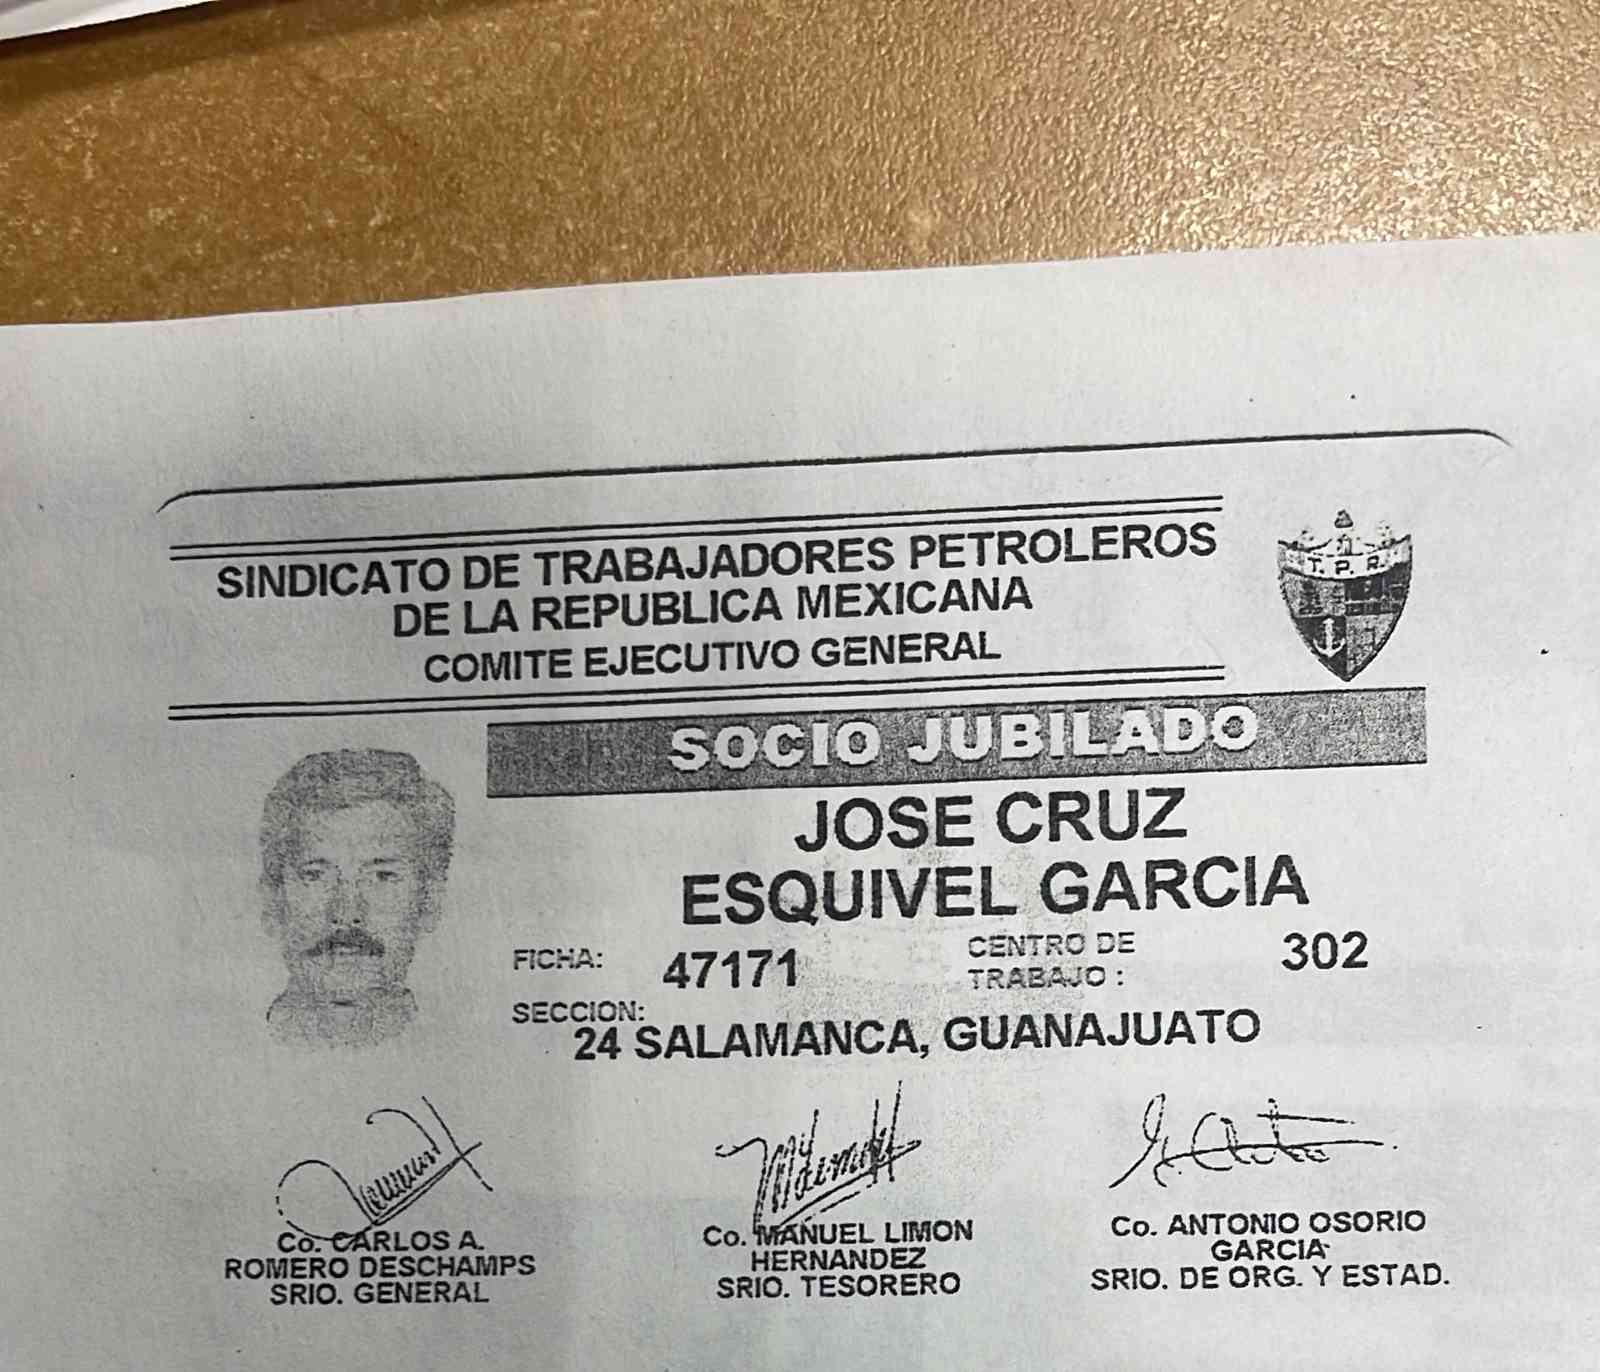 SINDICATO DE TRABAJADORES PETROLEROS
DE LA REPUBLICA MEXICANA
COMITE EJECUTIVO GENERAL
T. P. R.
SOCIO JUBILADO
JOSE CRUZ
ESQUIVEL GARCIA
FICHA: 47171 CENTRO DE TRABAJO : 302
SECCION:
24 SALAMANCA, GUANAJUATO
Co. CARLOS A.
ROMERO DESCHAMPS
SRIO. GENERAL
Co. MANUEL LIMON
HERNANDEZ
SRIO. TESORERO
Co. ANTONIO OSORIO
GARCIA
SRIO. DE ORG. Y ESTAD.